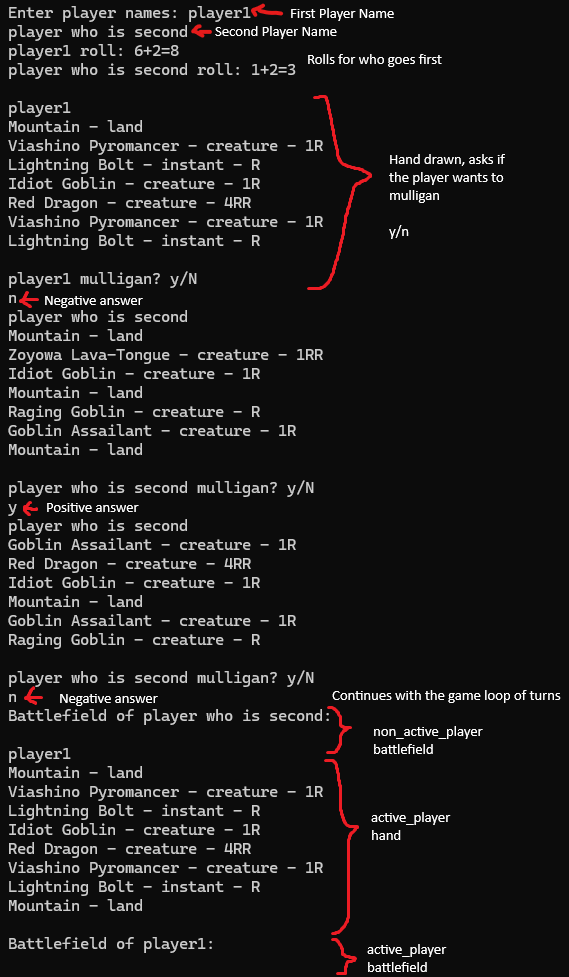 Enter player names: player1 First Player Name
player who is second Second Player Name
player1 roll: 6+2=8
player who is second roll: 1+2=3 Rolls for who goes first
player1
Mountain - land
Viashino Pyromancer - creature - 1R
Lightning Bolt - instant - R
Idiot Goblin - creature - 1R
Red Dragon - creature - 4RR
Viashino Pyromancer - creature - 1R
Lightning Bolt - instant - R
Hand drawn, asks if
the player wants to
mulligan
y/n
player1 mulligan? y/N
n Negative answer
player who is second
Mountain - land
Zoyowa Lava-Tongue - creature - 1RR
Idiot Goblin - creature - 1R
Mountain - land
Raging Goblin - creature - R
Goblin Assailant - creature - 1R
Mountain - land
player who is second mulligan? y/N
y Positive answer
player who is second
Goblin Assailant - creature - 1R
Red Dragon - creature - 4RR
Idiot Goblin - creature - 1R
Mountain - land
Goblin Assailant - creature - 1R
Raging Goblin - creature - R
player who is second mulligan? y/N
n Negative answer Continues with the game loop of turns
Battlefield of player who is second:
non_active_player
battlefield
player1
Mountain - land
Viashino Pyromancer - creature - 1R
Lightning Bolt - instant - R
Idiot Goblin - creature - 1R
Red Dragon - creature - 4RR
Viashino Pyromancer - creature - 1R
Lightning Bolt - instant - R
Mountain - land
active_player
hand
Battlefield of player1:
active_player
battlefield